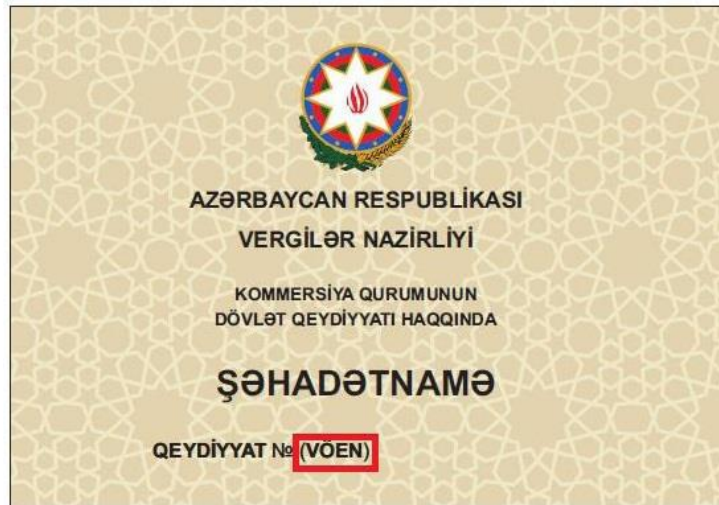 AZƏRBAYCAN RESPUBLİKASI
VERGİLƏR NAZİRLİYİ
KOMMERSİYA QURUMUNUN
DÖVLƏT QEYDİYYATI HAQQINDA
ŞƏHADƏTNAMƏ
QEYDİYYAT № (VÖEN)